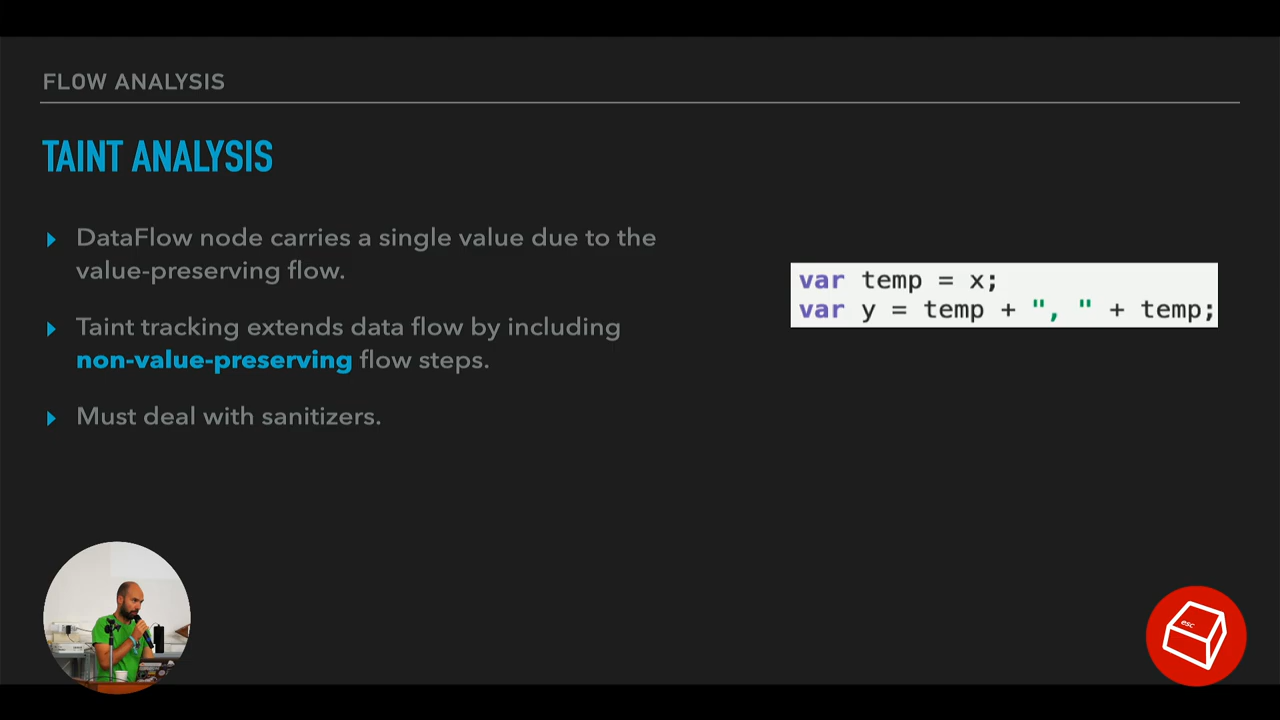 FLOW ANALYSIS
TAINT ANALYSIS
DataFlow node carries a single value due to the
value-preserving flow.
Taint tracking extends data flow by including
non-value-preserving flow steps.
Must deal with sanitizers.
var temp = x;
var y = temp + ", " + temp;
esc